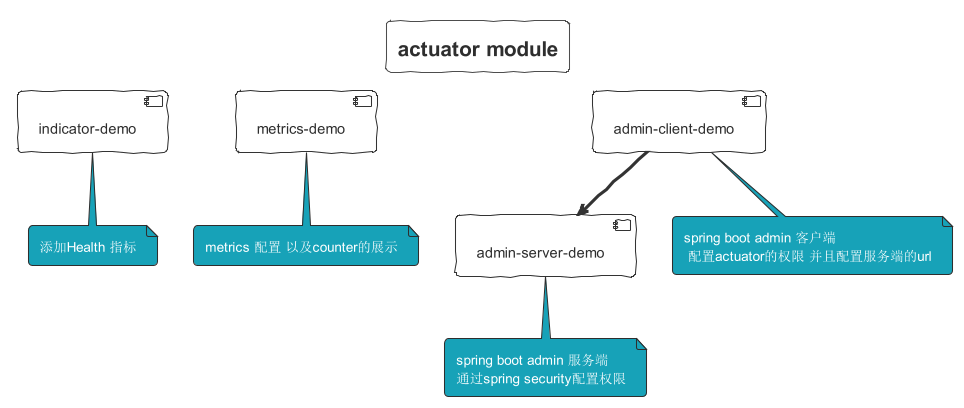 actuator module
indicator-demo
metrics-demo
admin-client-demo
添加Health 指标
metrics 配置 以及counter的展示
admin-server-demo
spring boot admin 客户端
配置actuator的权限 并且配置服务端的url
spring boot admin 服务端
通过spring security配置权限